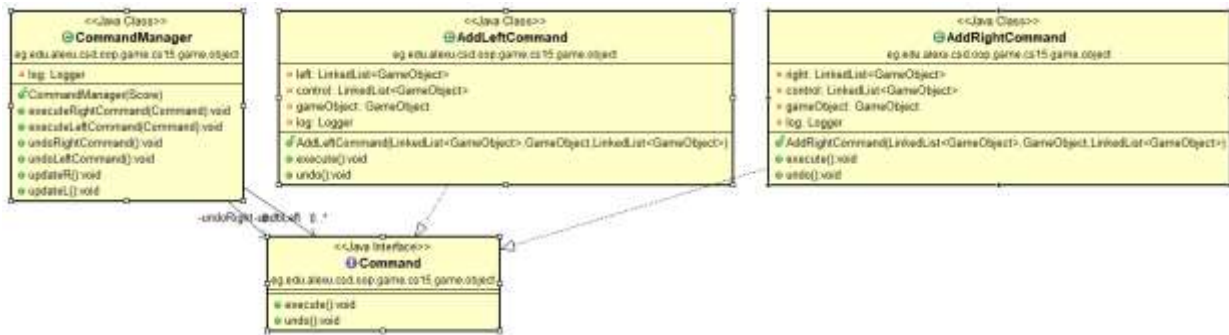 <<Java Class>>
CommandManager
eg.edu.alexu.csd.oop.game.cs15.game.object
log: Logger
CommandManager(Score)
executeRightCommand(Command):void
executeLeftCommand(Command):void
undoRightCommand():void
undoLeftCommand():void
updateR():void
updateL():void
<<Java Class>>
AddLeftCommand
eg.edu.alexu.csd.oop.game.cs15.game.object
left: LinkedList<GameObject>
control: LinkedList<GameObject>
gameObject: GameObject
log: Logger
AddLeftCommand(LinkedList<GameObject>,GameObject,LinkedList<GameObject>)
execute():void
undo():void
<<Java Class>>
AddRightCommand
eg.edu.alexu.csd.oop.game.cs15.game.object
right: LinkedList<GameObject>
control: LinkedList<GameObject>
gameObject: GameObject
log: Logger
AddRightCommand(LinkedList<GameObject>,GameObject,LinkedList<GameObject>)
execute():void
undo():void
-undoRight 0..*
<<Java Interface>>
Command
eg.edu.alexu.csd.oop.game.cs15.game.object
execute():void
undo():void